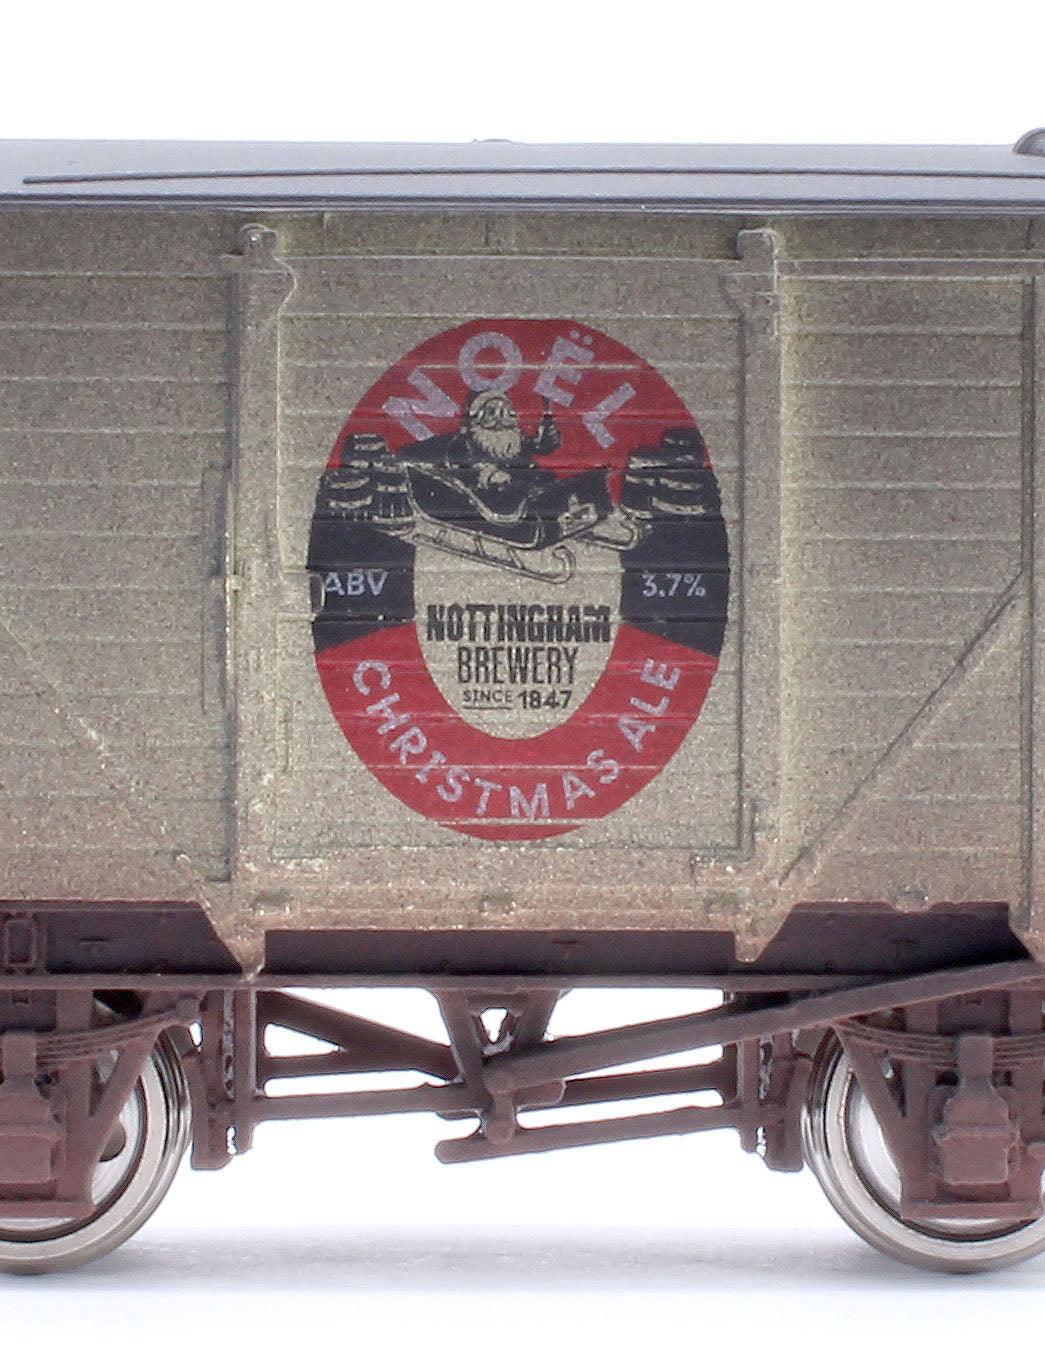 NOËL
ABV 3.7%
NOTTINGHAM
BREWERY
SINCE 1847
CHRISTMAS ALE